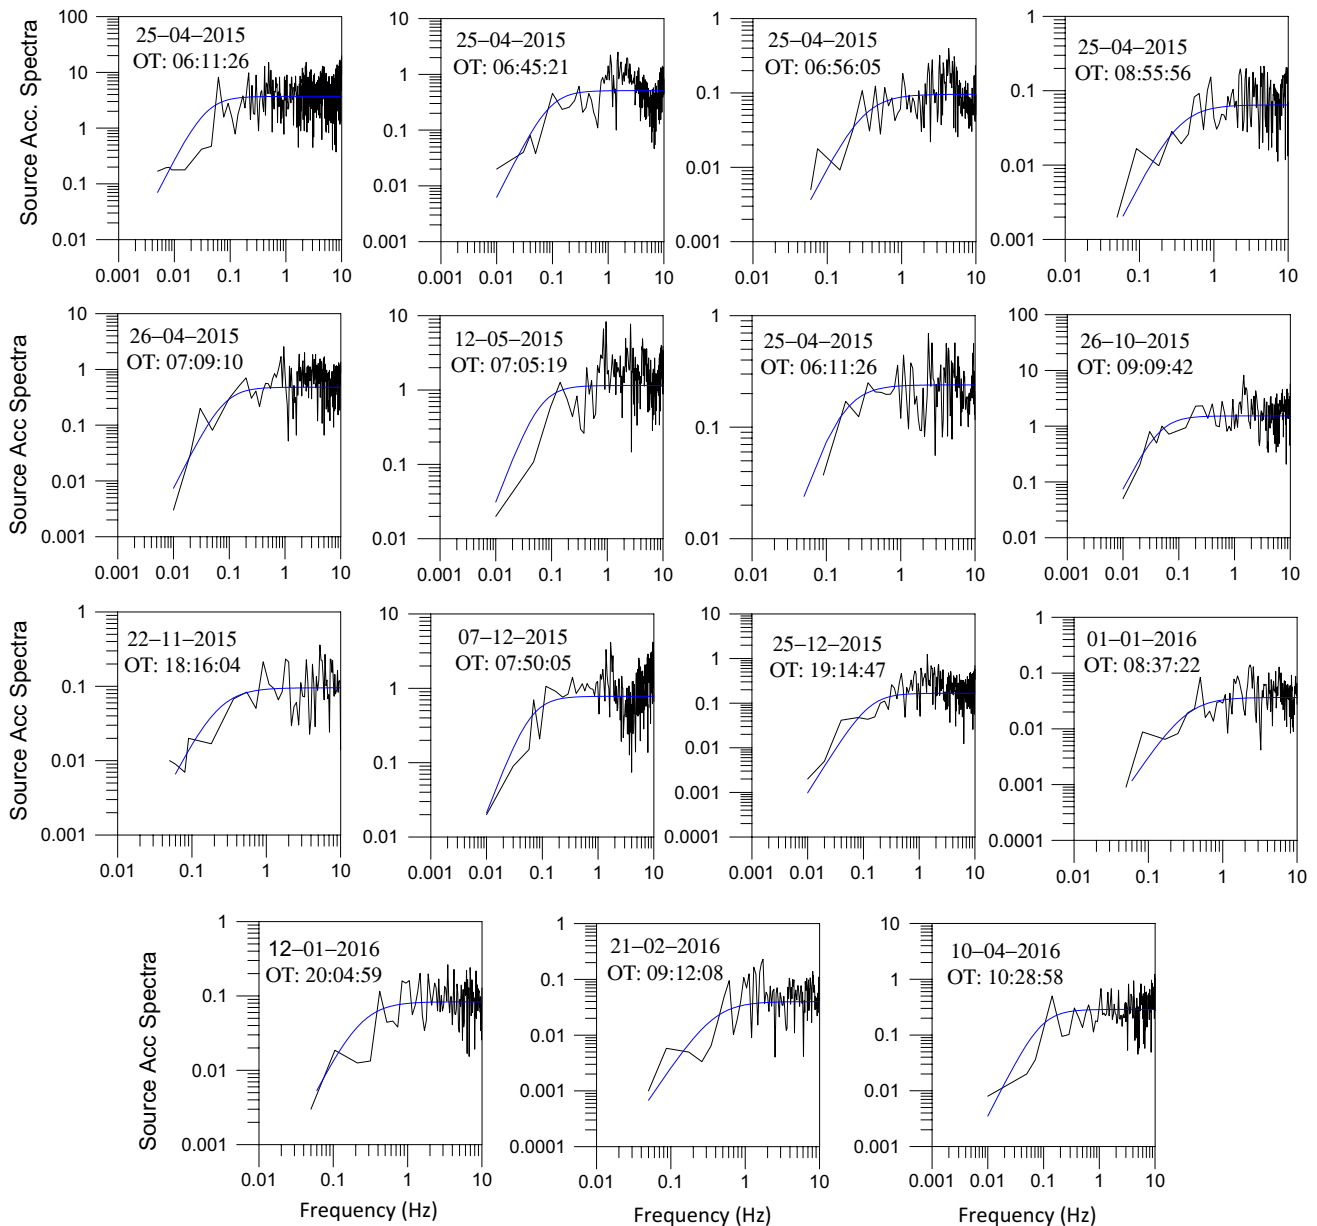 Source Acc. Spectra
100
10
1
0.1
0.01
25–04–2015
OT: 06:11:26
0.001 0.01 0.1 1 10
10
1
0.1
0.01
0.001
25–04–2015
OT: 06:45:21
0.001 0.01 0.1 1 10
1
0.1
0.01
0.001
25–04–2015
OT: 06:56:05
0.01 0.1 1 10
1
0.1
0.01
0.001
25–04–2015
OT: 08:55:56
0.01 0.1 1 10
Source Acc Spectra
10
1
0.1
0.01
0.001
26–04–2015
OT: 07:09:10
0.001 0.01 0.1 1 10
10
1
0.1
0.01
12–05–2015
OT: 07:05:19
0.001 0.01 0.1 1 10
1
0.1
0.01
25–04–2015
OT: 06:11:26
0.01 0.1 1 10
100
10
1
0.1
0.01
26–10–2015
OT: 09:09:42
0.001 0.01 0.1 1 10
Source Acc Spectra
1
0.1
0.01
0.001
22–11–2015
OT: 18:16:04
0.01 0.1 1 10
10
1
0.1
0.01
07–12–2015
OT: 07:50:05
0.001 0.01 0.1 1 10
10
1
0.1
0.01
0.001
0.0001
25–12–2015
OT: 19:14:47
0.001 0.01 0.1 1 10
1
0.1
0.01
0.001
0.0001
01–01–2016
OT: 08:37:22
0.01 0.1 1 10
Source Acc Spectra
1
0.1
0.01
0.001
12–01–2016
OT: 20:04:59
0.01 0.1 1 10
Frequency (Hz)
1
0.1
0.01
0.001
0.0001
21–02–2016
OT: 09:12:08
0.01 0.1 1 10
Frequency (Hz)
10
1
0.1
0.01
0.001
10–04–2016
OT: 10:28:58
0.001 0.01 0.1 1 10
Frequency (Hz)